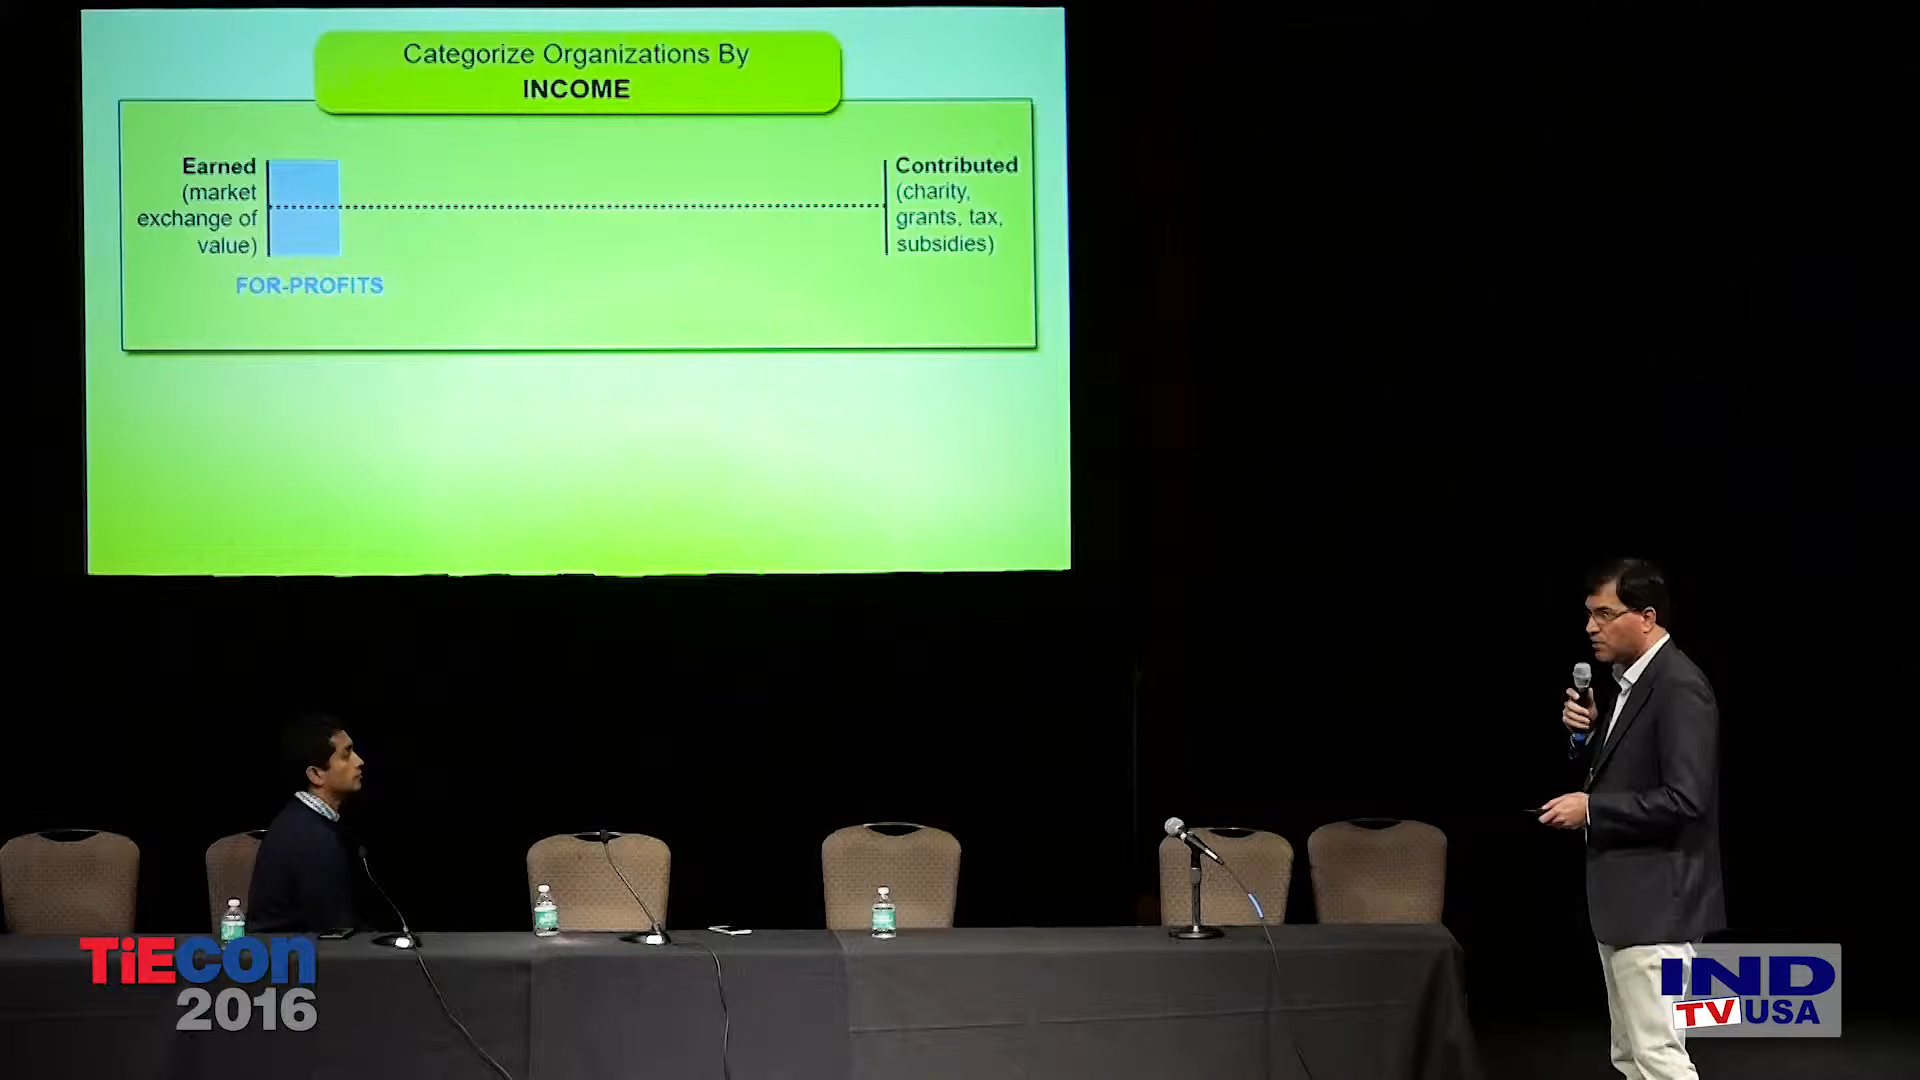 Categorize Organizations By
INCOME
Earned
(market
exchange of
value)
Contributed
(charity,
grants, tax,
subsidies)
FOR-PROFITS
TiECON
2016
IND
TV USA